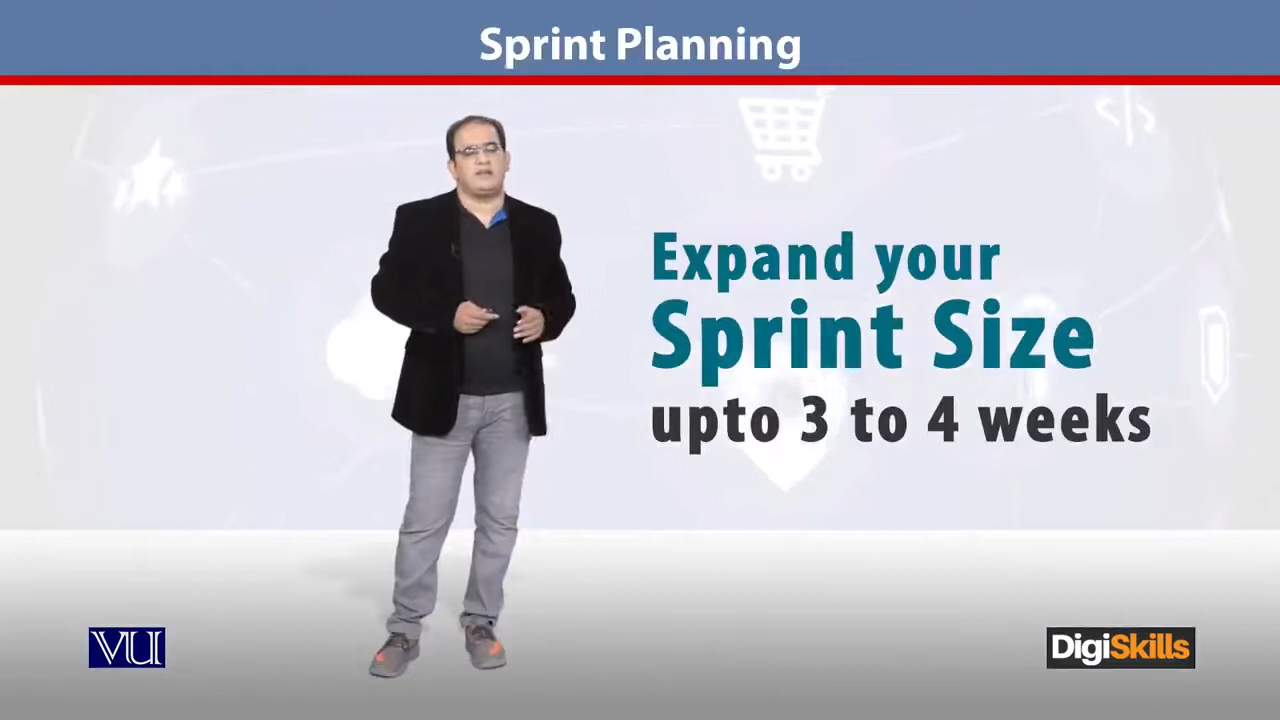 Sprint Planning
Expand your
Sprint Size
upto 3 to 4 weeks
VU
DigiSkills